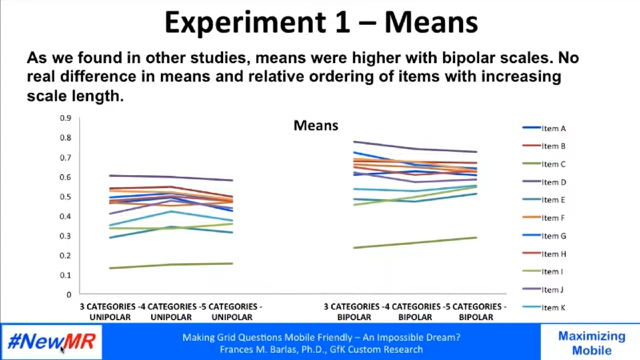 Experiment 1 – Means
As we found in other studies, means were higher with bipolar scales. No
real difference in means and relative ordering of items with increasing
scale length.
Means
0.9
0.8
0.7
0.6
0.5
0.4
0.3
0.2
0.1
0
3 CATEGORIES - 4 CATEGORIES - 5 CATEGORIES -
UNIPOLAR UNIPOLAR UNIPOLAR
3 CATEGORIES - 4 CATEGORIES - 5 CATEGORIES -
BIPOLAR BIPOLAR BIPOLAR
Item A
Item B
Item C
Item D
Item E
Item F
Item G
Item H
Item I
Item J
Item K
#NewMR
Making Grid Questions Mobile Friendly – An Impossible Dream?
Frances M. Barlas, Ph.D., GfK Custom Research
Maximizing
Mobile